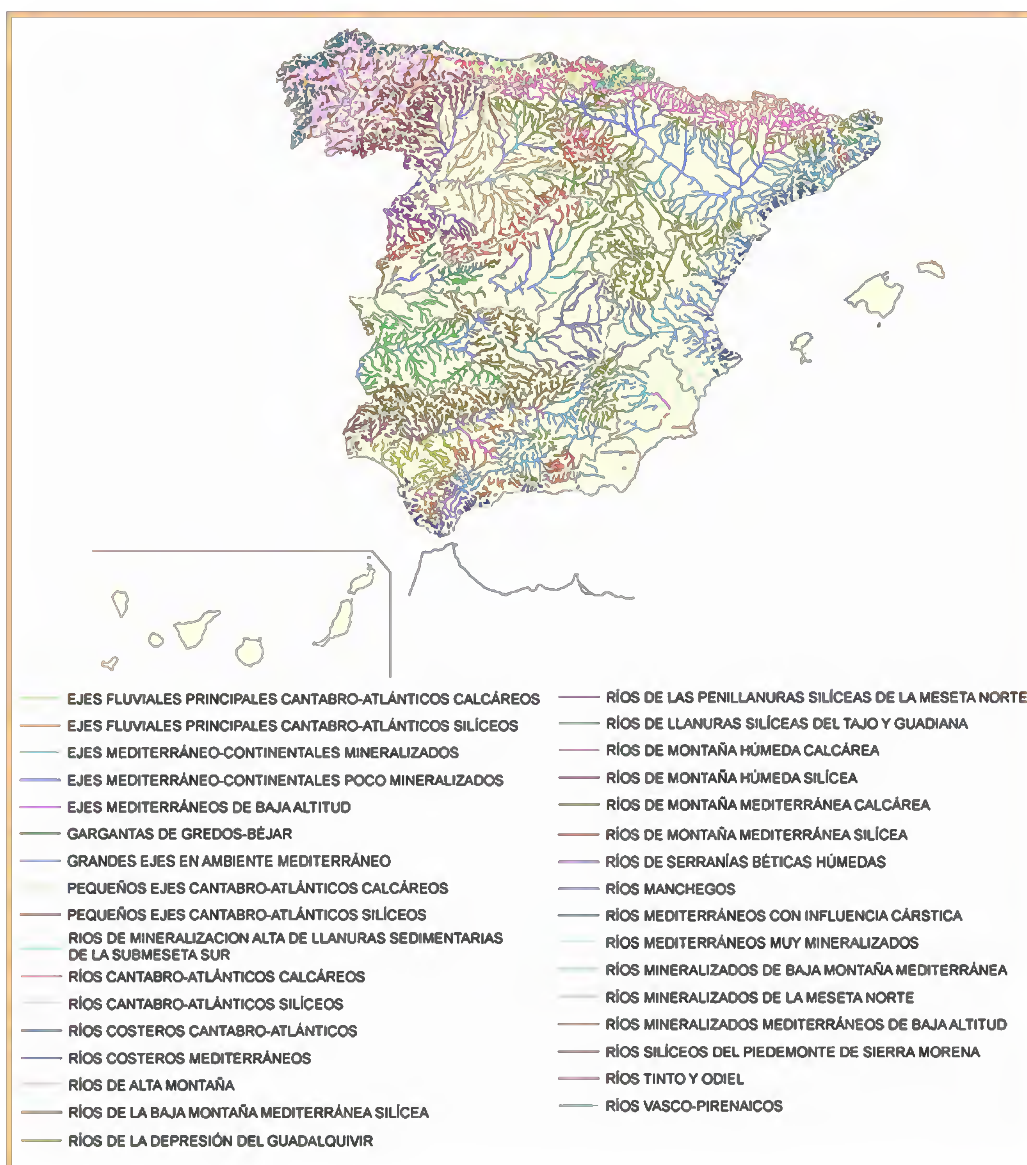 EJES FLUVIALES PRINCIPALES CANTABRO-ATLÁNTICOS CALCÁREOS
EJES FLUVIALES PRINCIPALES CANTABRO-ATLÁNTICOS SILÍCEOS
EJES MEDITERRÁNEO-CONTINENTALES MINERALIZADOS
EJES MEDITERRÁNEO-CONTINENTALES POCO MINERALIZADOS
EJES MEDITERRÁNEOS DE BAJA ALTITUD
GARGANTAS DE GREDOS-BÉJAR
GRANDES EJES EN AMBIENTE MEDITERRÁNEO
PEQUEÑOS EJES CANTABRO-ATLÁNTICOS CALCÁREOS
PEQUEÑOS EJES CANTABRO-ATLÁNTICOS SILÍCEOS
RIOS DE MINERALIZACION ALTA DE LLANURAS SEDIMENTARIAS
DE LA SUBMESETA SUR
RÍOS CANTABRO-ATLÁNTICOS CALCÁREOS
RÍOS CANTABRO-ATLÁNTICOS SILÍCEOS
RÍOS COSTEROS CANTABRO-ATLÁNTICOS
RÍOS COSTEROS MEDITERRÁNEOS
RÍOS DE ALTA MONTAÑA
RÍOS DE LA BAJA MONTAÑA MEDITERRÁNEA SILÍCEA
RÍOS DE LA DEPRESIÓN DEL GUADALQUIVIR
RÍOS DE LAS PENILLANURAS SILÍCEAS DE LA MESETA NORTE
RÍOS DE LLANURAS SILÍCEAS DEL TAJO Y GUADIANA
RÍOS DE MONTAÑA HÚMEDA CALCÁREA
RÍOS DE MONTAÑA HÚMEDA SILÍCEA
RÍOS DE MONTAÑA MEDITERRÁNEA CALCÁREA
RÍOS DE MONTAÑA MEDITERRÁNEA SILÍCEA
RÍOS DE SERRANÍAS BÉTICAS HÚMEDAS
RÍOS MANCHEGOS
RÍOS MEDITERRÁNEOS CON INFLUENCIA CÁRSTICA
RÍOS MEDITERRÁNEOS MUY MINERALIZADOS
RÍOS MINERALIZADOS DE BAJA MONTAÑA MEDITERRÁNEA
RÍOS MINERALIZADOS DE LA MESETA NORTE
RÍOS MINERALIZADOS MEDITERRÁNEOS DE BAJA ALTITUD
RÍOS SILÍCEOS DEL PIEDEMONTE DE SIERRA MORENA
RÍOS TINTO Y ODIEL
RÍOS VASCO-PIRENAICOS